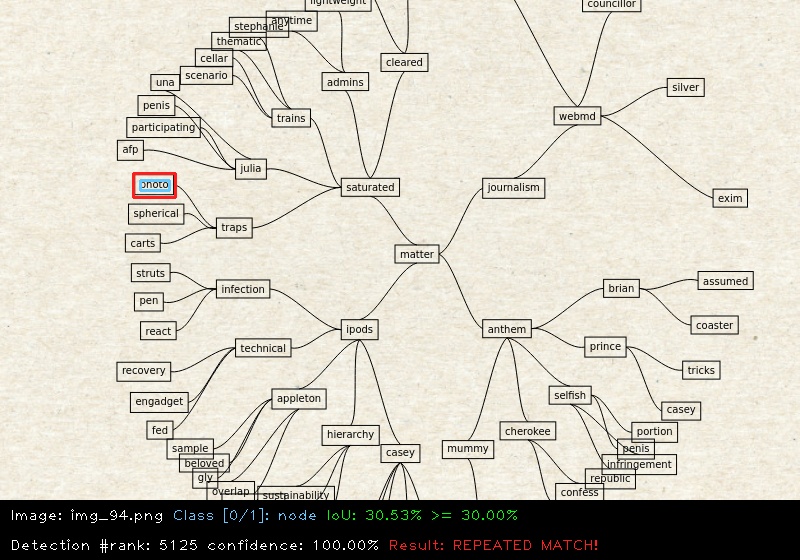 lightweight
councillor
anytime
stephanie
thematic
cellar
cleared
scenario
una
admins
silver
penis
webmd
trains
participating
afp
julia
saturated
journalism
exim
spherical
traps
carts
matter
struts
infection
brian
assumed
pen
react
ipods
anthem
coaster
technical
prince
recovery
tricks
engadget
appleton
selfish
casey
fed
hierarchy
cherokee
portion
sample
casey
mummy
penis
beloved
infringement
gly
republic
overlap
sustainability
confess
Image: img_94.png Class [0/1]: node IoU: 30.53% >= 30.00%
Detection #rank: 5125 confidence: 100.00% Result: REPEATED MATCH!